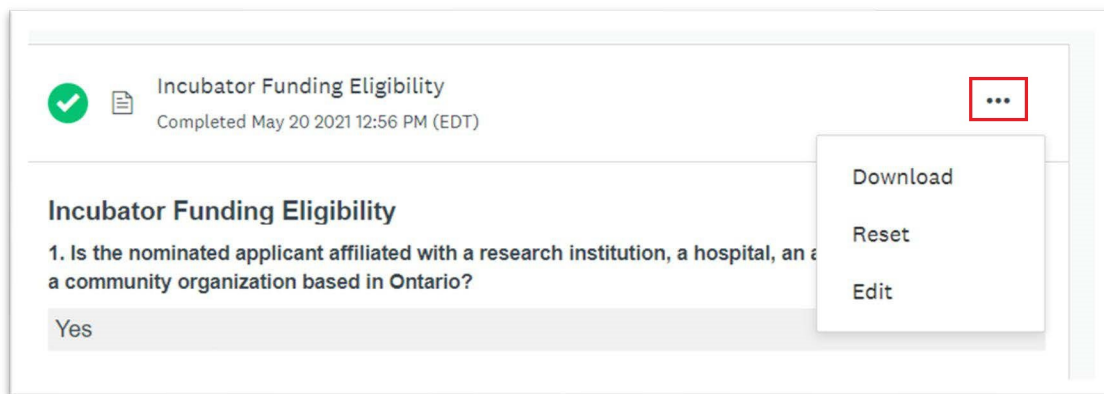 Incubator Funding Eligibility
Completed May 20 2021 12:56 PM (EDT)
Download
Reset
Edit
Incubator Funding Eligibility
1. Is the nominated applicant affiliated with a research institution, a hospital, an
a community organization based in Ontario?
Yes